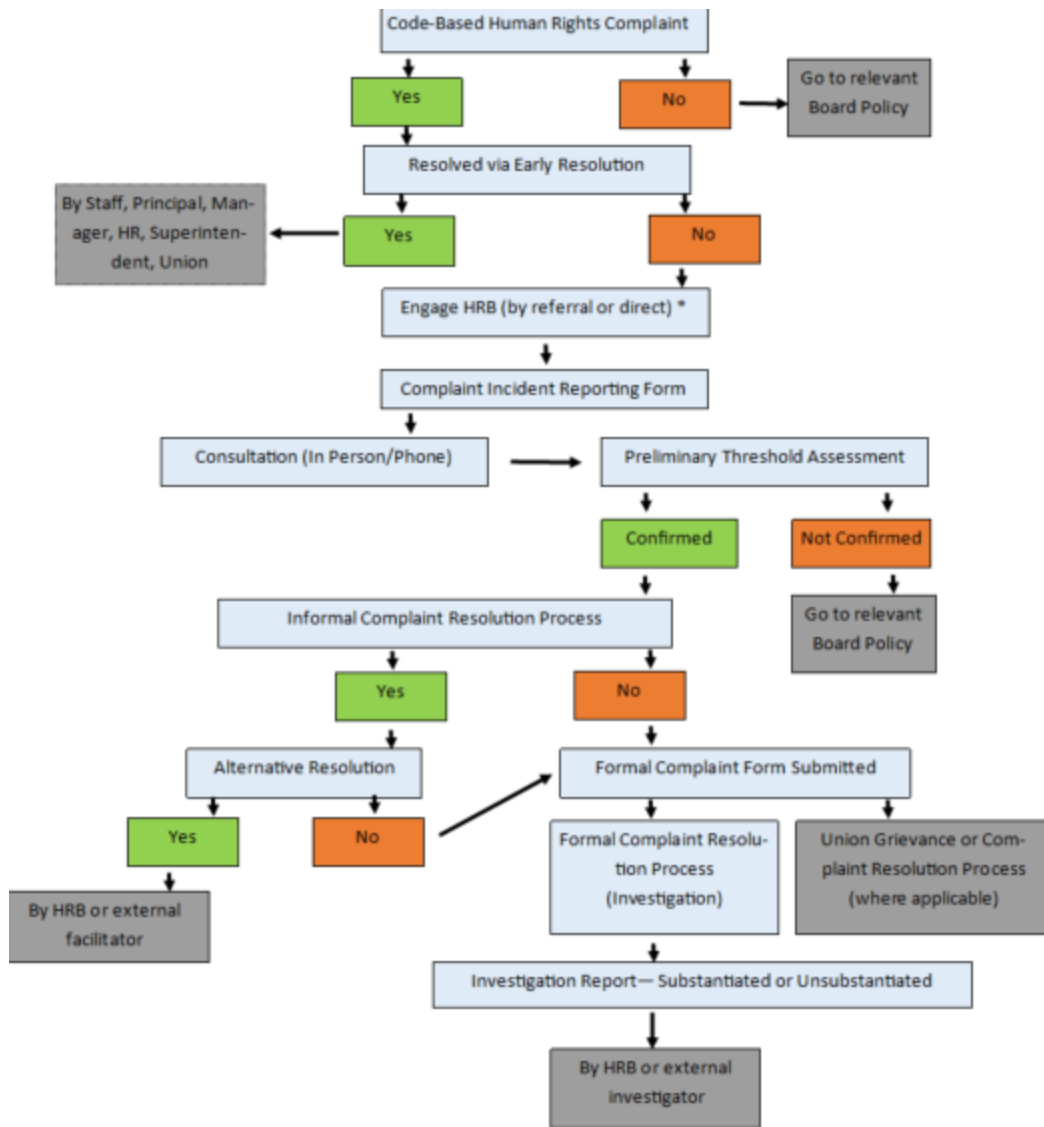 Code-Based Human Rights Complaint
Yes
No
Go to relevant
Board Policy
Resolved via Early Resolution
By Staff, Principal, Man-
ager, HR, Superinten-
dent, Union
Yes
No
Engage HRB (by referral or direct) *
Complaint Incident Reporting Form
Consultation (In Person/Phone)
Preliminary Threshold Assessment
Confirmed
Not Confirmed
Informal Complaint Resolution Process
Go to relevant
Board Policy
Yes
No
Alternative Resolution
Formal Complaint Form Submitted
Yes
No
Formal Complaint Resolu-
tion Process
(Investigation)
Union Grievance or Com-
plaint Resolution Process
(where applicable)
By HRB or external
facilitator
Investigation Report— Substantiated or Unsubstantiated
By HRB or external
investigator